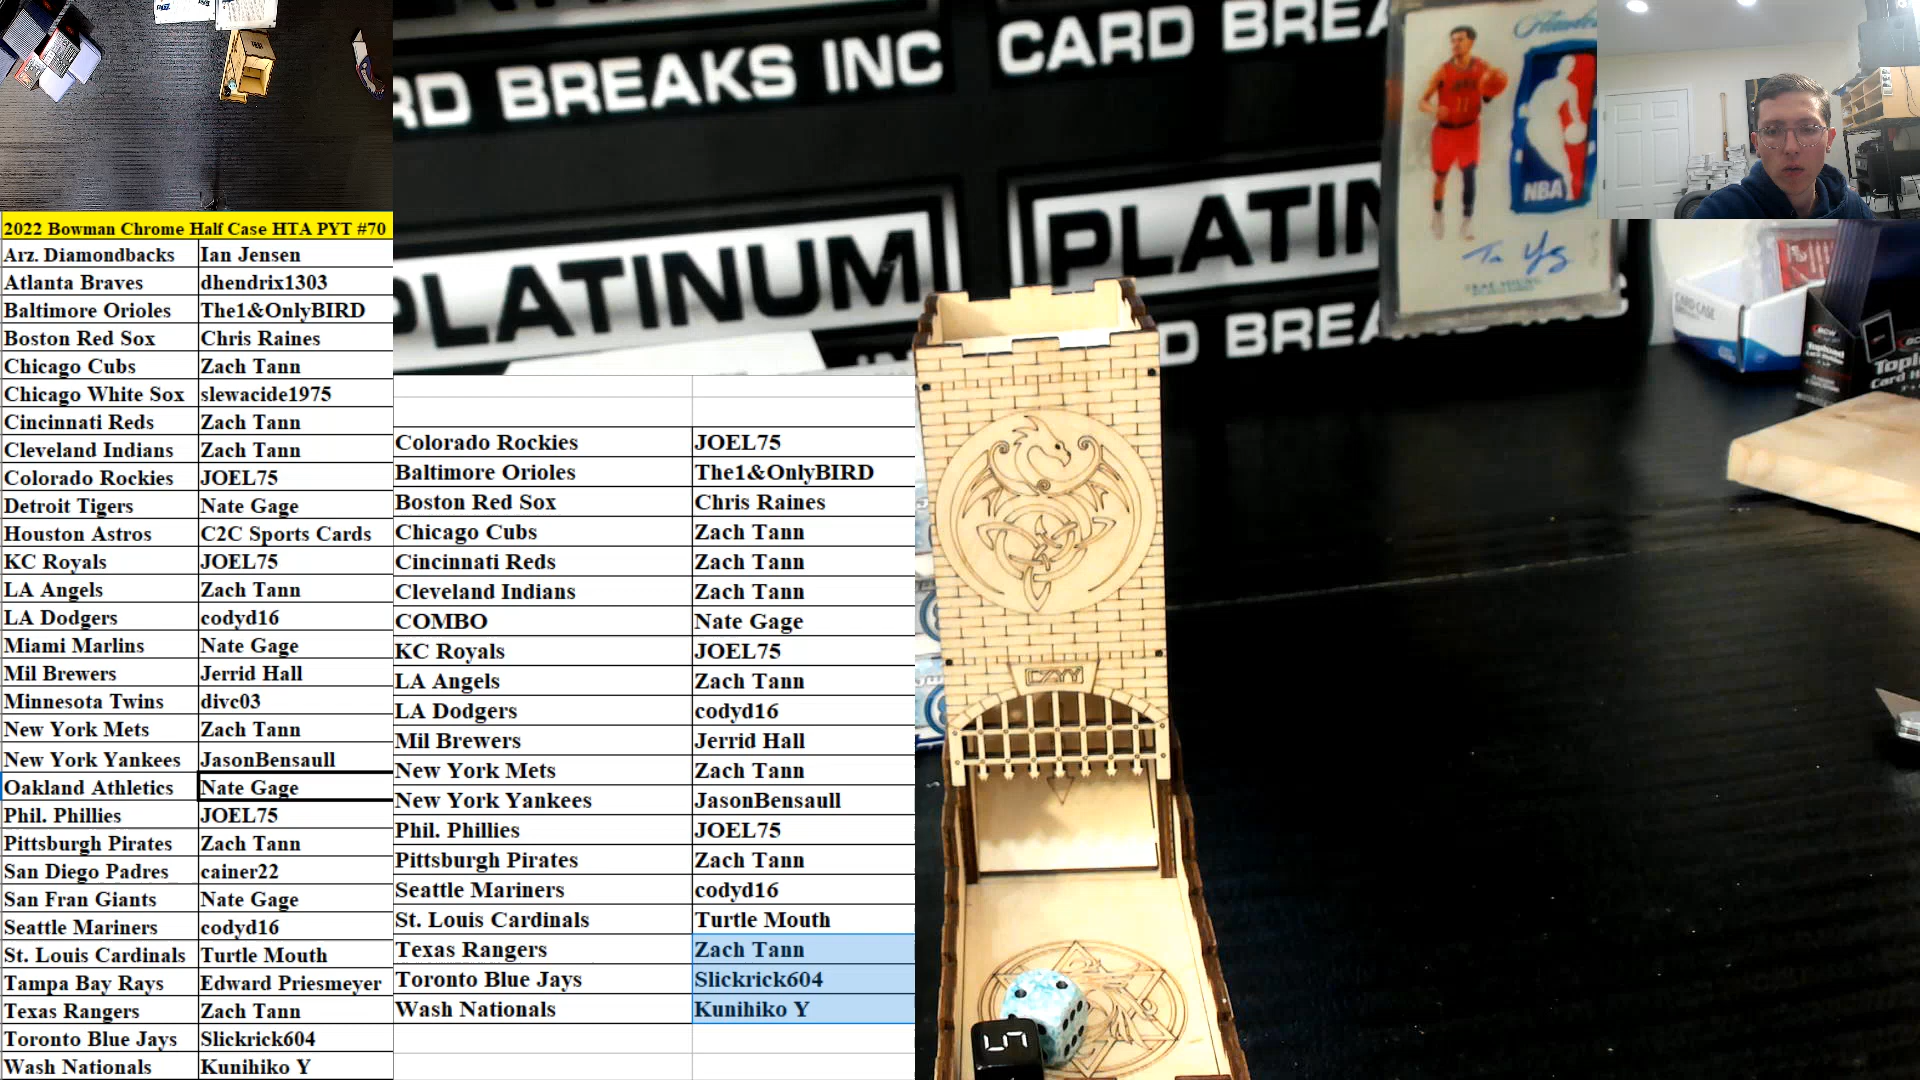 RD BREAKS INC
CARD BREA
PLATINUM
PLATIN
D BREA
NBA
2022 Bowman Chrome Half Case HTA PYT #70
Arz. Diamondbacks Ian Jensen
Atlanta Braves dhendrix1303
Baltimore Orioles The1&OnlyBIRD
Boston Red Sox Chris Raines
Chicago Cubs Zach Tann
Chicago White Sox slewacide1975
Cincinnati Reds Zach Tann
Cleveland Indians Zach Tann
Colorado Rockies JOEL75
Detroit Tigers Nate Gage
Houston Astros C2C Sports Cards
KC Royals JOEL75
LA Angels Zach Tann
LA Dodgers codyd16
Miami Marlins Nate Gage
Mil Brewers Jerrid Hall
Minnesota Twins divc03
New York Mets Zach Tann
New York Yankees JasonBensaull
Oakland Athletics Nate Gage
Phil. Phillies JOEL75
Pittsburgh Pirates Zach Tann
San Diego Padres cainer22
San Fran Giants Nate Gage
Seattle Mariners codyd16
St. Louis Cardinals Turtle Mouth
Tampa Bay Rays Edward Priesmeyer
Texas Rangers Zach Tann
Toronto Blue Jays Slickrick604
Wash Nationals Kunihiko Y
Colorado Rockies JOEL75
Baltimore Orioles The1&OnlyBIRD
Boston Red Sox Chris Raines
Chicago Cubs Zach Tann
Cincinnati Reds Zach Tann
Cleveland Indians Zach Tann
COMBO Nate Gage
KC Royals JOEL75
LA Angels Zach Tann
LA Dodgers codyd16
Mil Brewers Jerrid Hall
New York Mets Zach Tann
New York Yankees JasonBensaull
Phil. Phillies JOEL75
Pittsburgh Pirates Zach Tann
Seattle Mariners codyd16
St. Louis Cardinals Turtle Mouth
Texas Rangers Zach Tann
Toronto Blue Jays Slickrick604
Wash Nationals Kunihiko Y
CZYY
5
CARD CASE